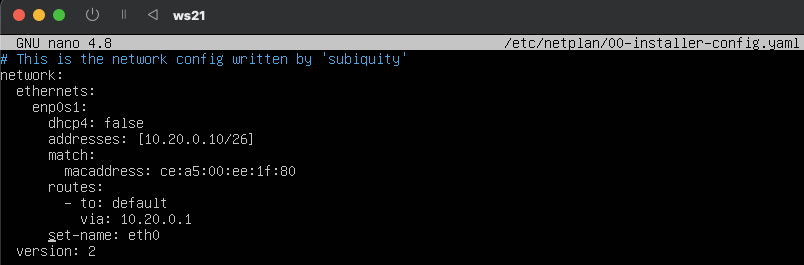 ws21
GNU nano 4.8 /etc/netplan/00-installer-config.yaml
# This is the network config written by 'subiquity'
network:
  ethernets:
    enp0s1:
      dhcp4: false
      addresses: [10.20.0.10/26]
      match:
        macaddress: ce:a5:00:ee:1f:80
      routes:
        - to: default
          via: 10.20.0.1
      set-name: eth0
  version: 2